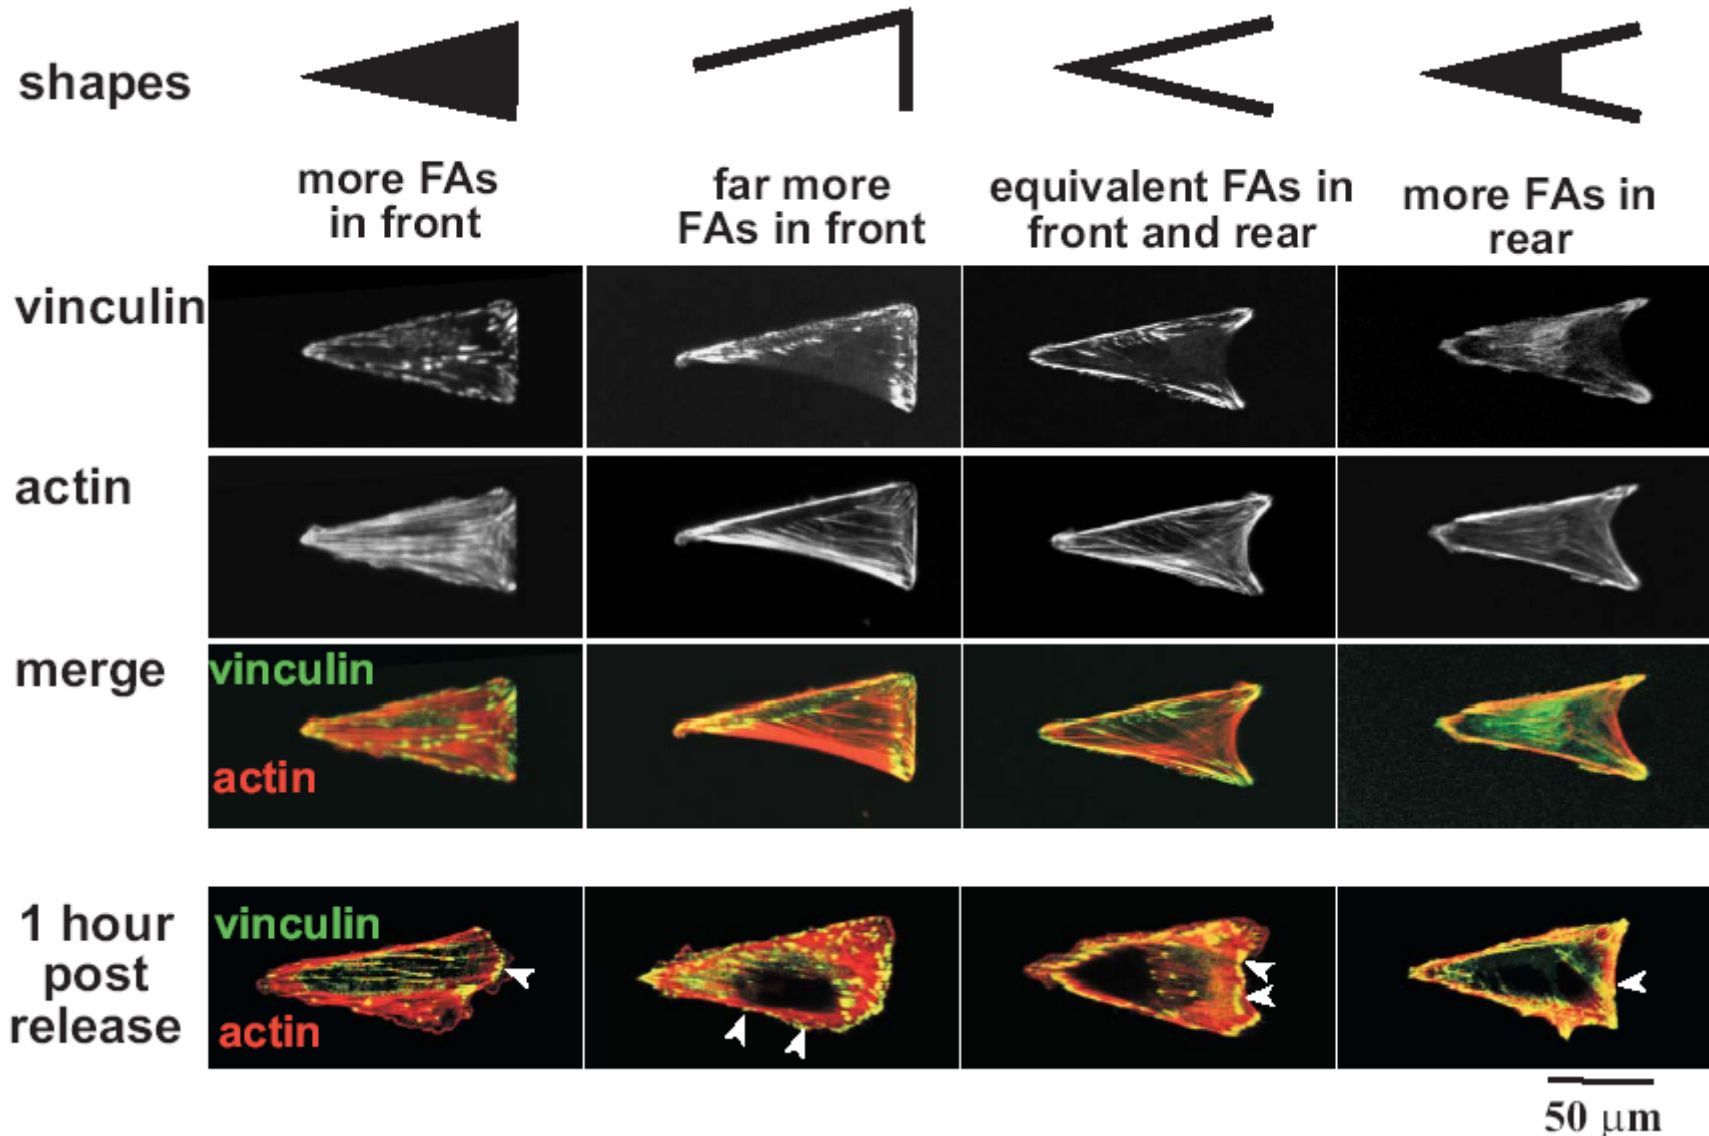 shapes
more FAs
in front
far more
FAs in front
equivalent FAs in
front and rear
more FAs in
rear
vinculin
actin
merge
vinculin
actin
1 hour
post
release
vinculin
actin
50 μm